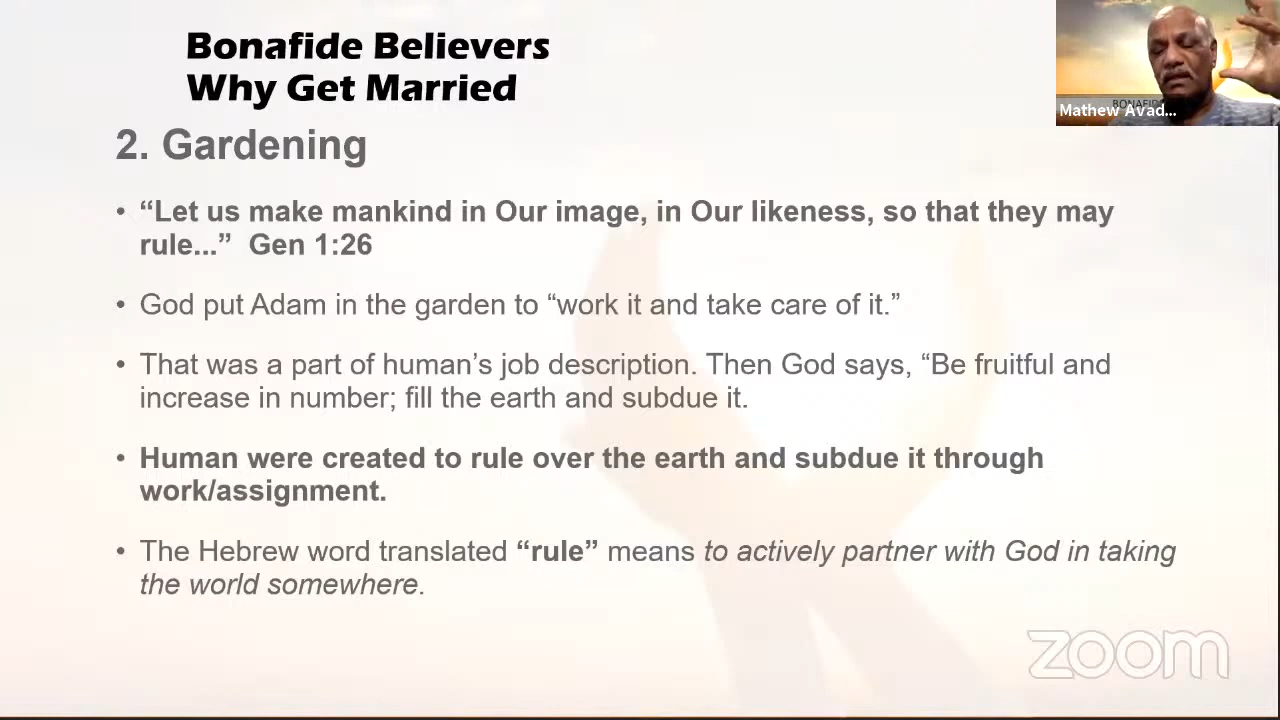 Bonafide Believers
Why Get Married
2. Gardening
• “Let us make mankind in Our image, in Our likeness, so that they may
rule...”  Gen 1:26
• God put Adam in the garden to “work it and take care of it.”
• That was a part of human’s job description. Then God says, “Be fruitful and
increase in number; fill the earth and subdue it.
• Human were created to rule over the earth and subdue it through
work/assignment.
• The Hebrew word translated “rule” means to actively partner with God in taking
the world somewhere.
Mathew Avad...
zoom